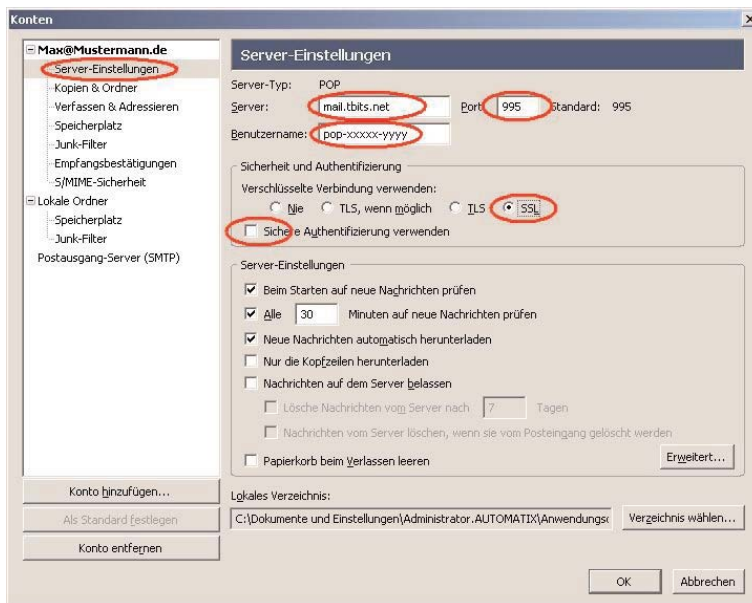 Konten
Max@Mustermann.de
Server-Einstellungen
Kopien & Ordner
Verfassen & Adressieren
Speicherplatz
Junk-Filter
Empfangsbestätigungen
S/MIME-Sicherheit
Lokale Ordner
Speicherplatz
Junk-Filter
Postausgang-Server (SMTP)
Konto hinzufügen...
Als Standard festlegen
Konto entfernen
Server-Einstellungen
Server-Typ: POP
Server: mail.tbits.net Port: 995 Standard: 995
Benutzername: pop-xxxxx-yyyy
Sicherheit und Authentifizierung
Verschlüsselte Verbindung verwenden:
Nie TLS, wenn möglich TLS SSL
Sichere Authentifizierung verwenden
Server-Einstellungen
Beim Starten auf neue Nachrichten prüfen
Alle 30 Minuten auf neue Nachrichten prüfen
Neue Nachrichten automatisch herunterladen
Nur die Kopfzeilen herunterladen
Nachrichten auf dem Server belassen
Lösche Nachrichten vom Server nach 7 Tagen
Nachrichten vom Server löschen, wenn sie vom Posteingang gelöscht werden
Papierkorb beim Verlassen leeren
Erweitert...
Lokales Verzeichnis:
C:\Dokumente und Einstellungen\Administrator.AUTOMATIX\Anwendungsc
Verzeichnis wählen...
OK Abbrechen